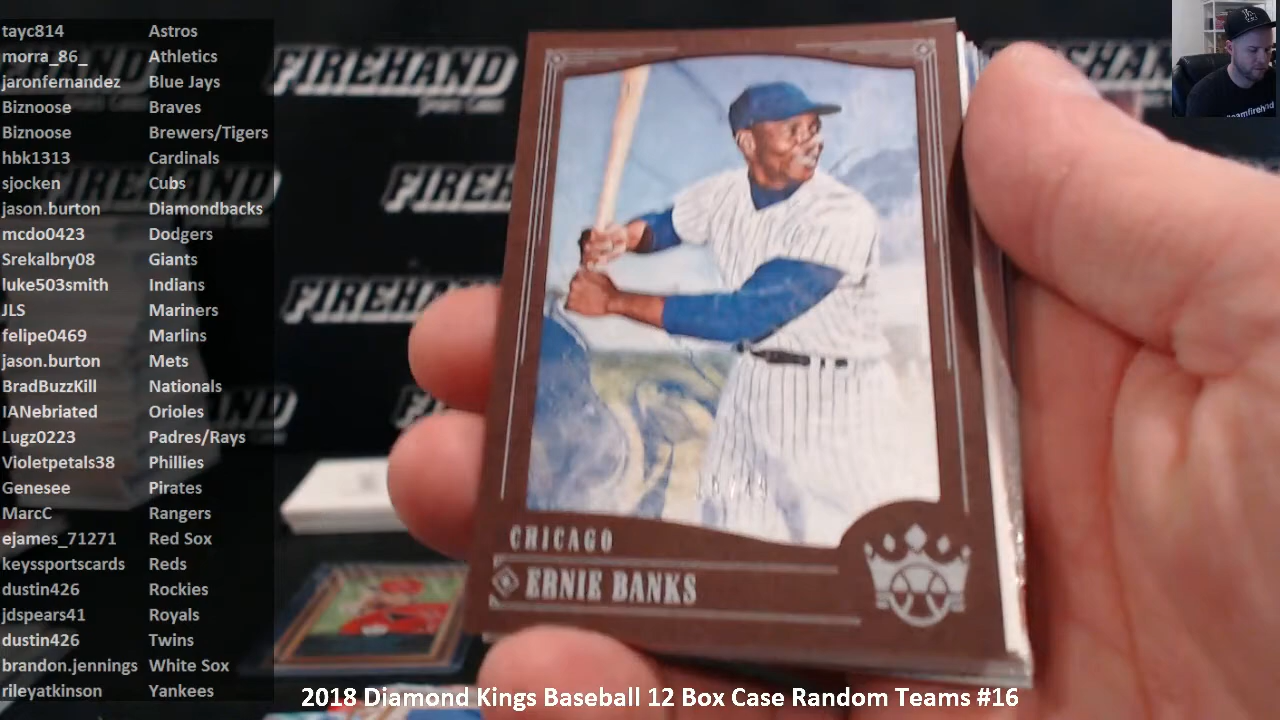 tayc814 Astros
morra_86_ Athletics
jaronfernandez Blue Jays
Biznoose Braves
Biznoose Brewers/Tigers
hbk1313 Cardinals
sjocken Cubs
jason.burton Diamondbacks
mcdo0423 Dodgers
Srekalbry08 Giants
luke503smith Indians
JLS Mariners
felipe0469 Marlins
jason.burton Mets
BradBuzzKill Nationals
IANebriated Orioles
Lugz0223 Padres/Rays
Violetpetals38 Phillies
Genesee Pirates
MarcC Rangers
ejames_71271 Red Sox
keyssportscards Reds
dustin426 Rockies
jdspears41 Royals
dustin426 Twins
brandon.jennings White Sox
rileyatkinson Yankees
FIREHAND
FIREHAND
CHICAGO
ERNIE BANKS
2018 Diamond Kings Baseball 12 Box Case Random Teams #16